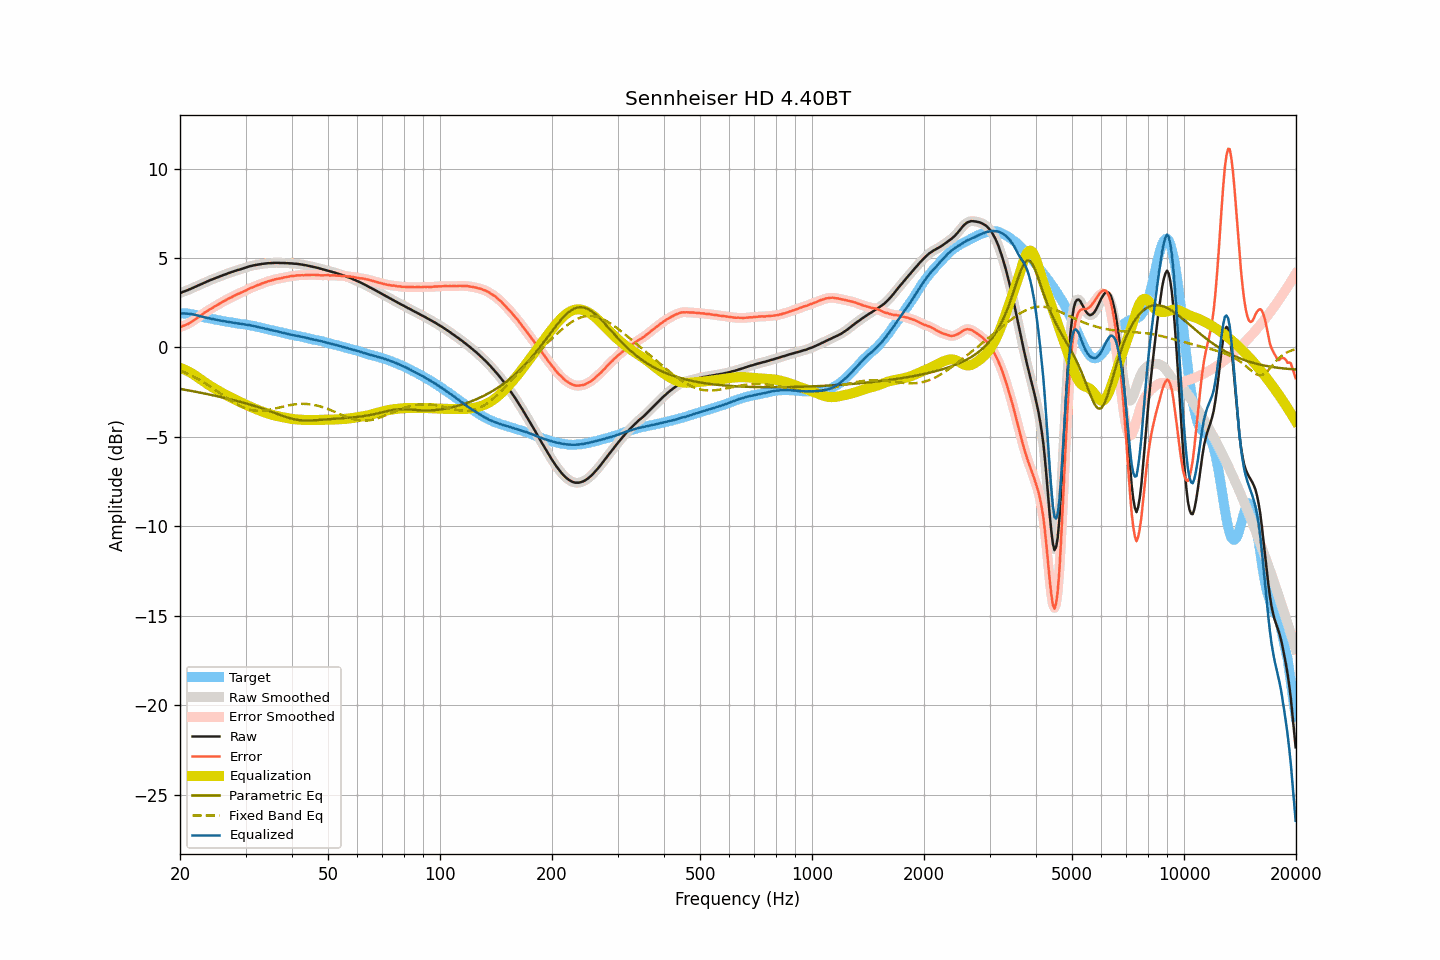 Sennheiser HD 4.40BT
10
5
0
−5
−10
−15
−20
−25
Amplitude (dBr)
Target
Raw Smoothed
Error Smoothed
Raw
Error
Equalization
Parametric Eq
Fixed Band Eq
Equalized
20 50 100 200 500 1000 2000 5000 10000 20000
Frequency (Hz)